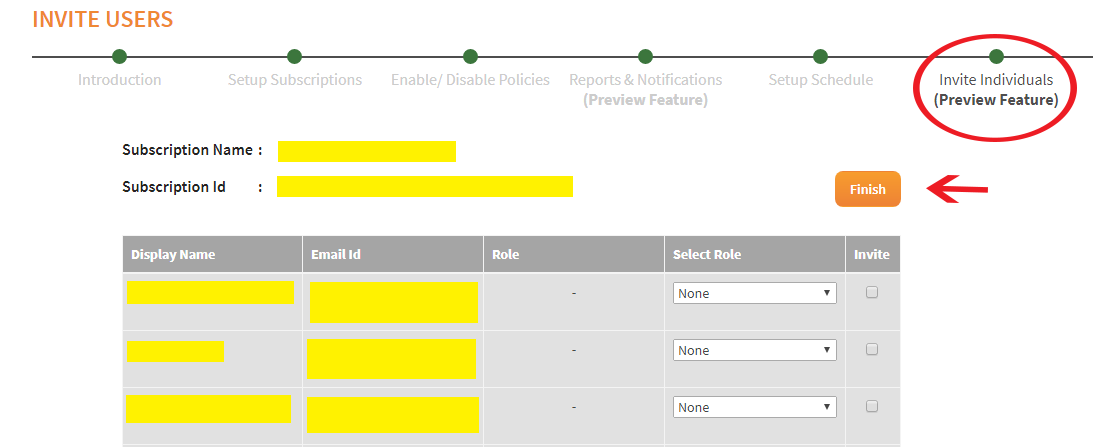 INVITE USERS
Introduction
Setup Subscriptions
Enable/ Disable Policies
Reports & Notifications
(Preview Feature)
Setup Schedule
Invite Individuals
(Preview Feature)
Subscription Name :
Subscription Id :
Finish
Display Name Email Id Role Select Role Invite
- None
- None
- None